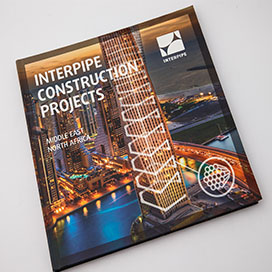 INTERPIPE
CONSTRUCTION
PROJECTS
MIDDLE EAST
NORTH AFRICA
INTERPIPE